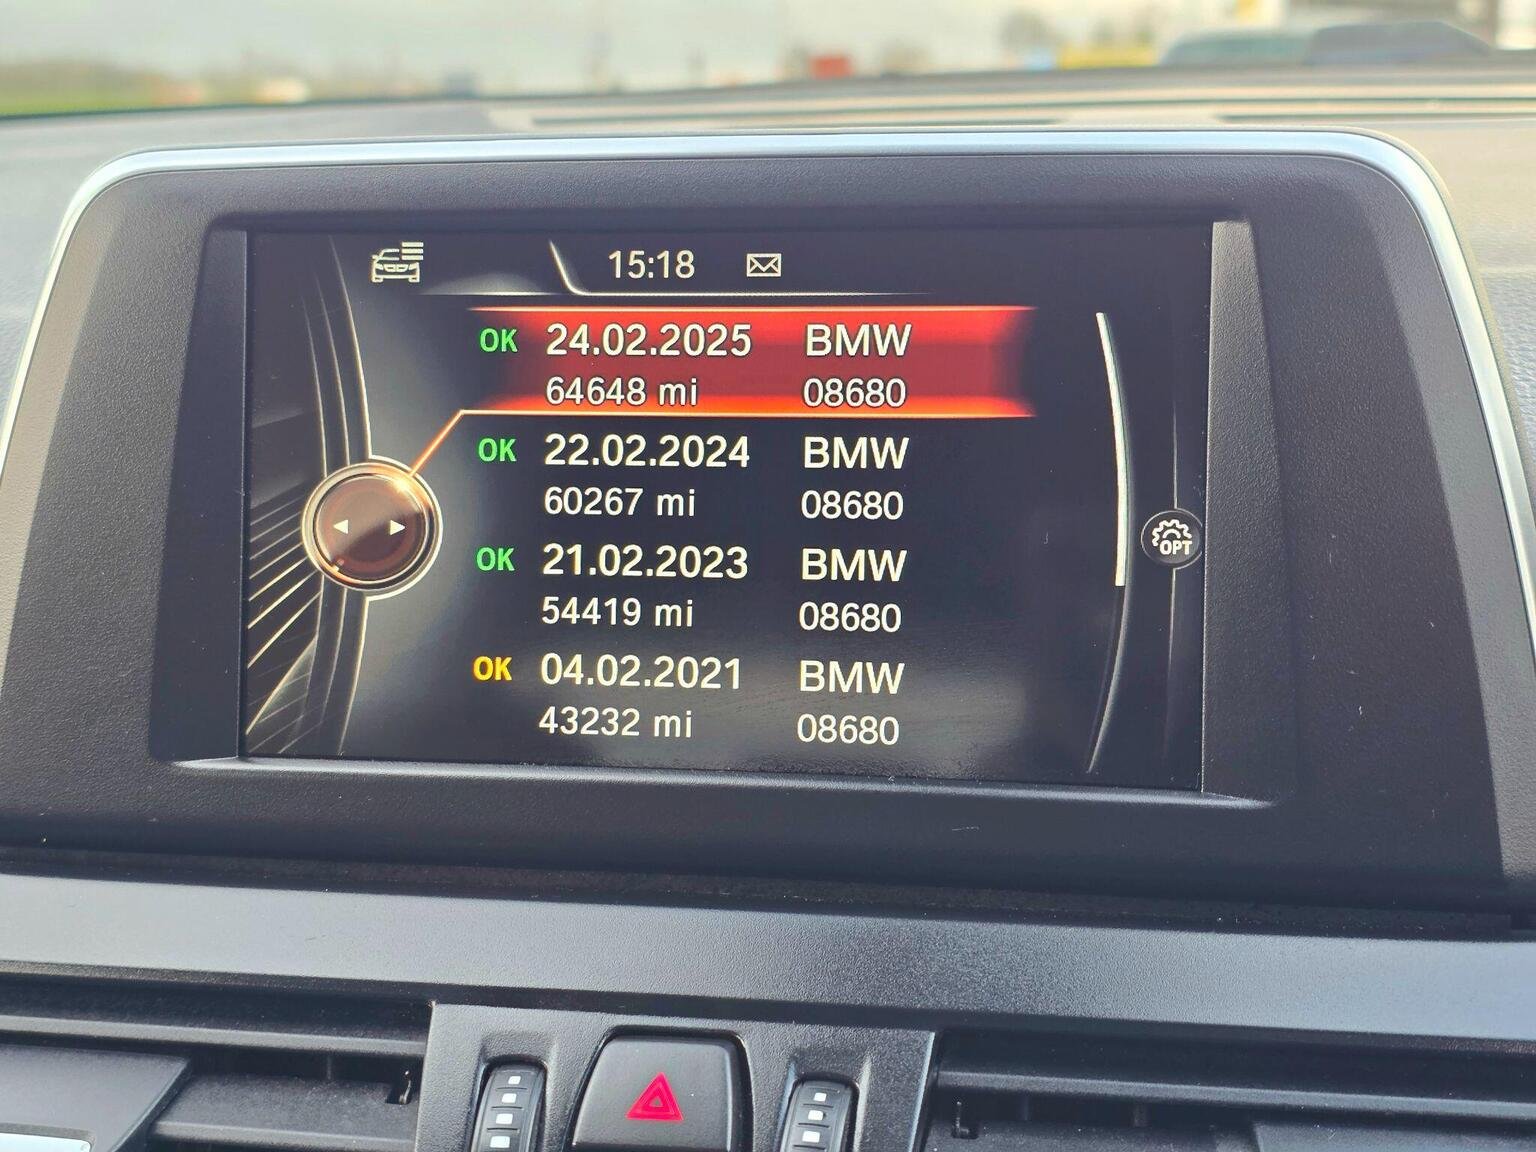 15:18
OK 24.02.2025 BMW
64648 mi 08680
OK 22.02.2024 BMW
60267 mi 08680
OK 21.02.2023 BMW
54419 mi 08680
OK 04.02.2021 BMW
43232 mi 08680
OPT